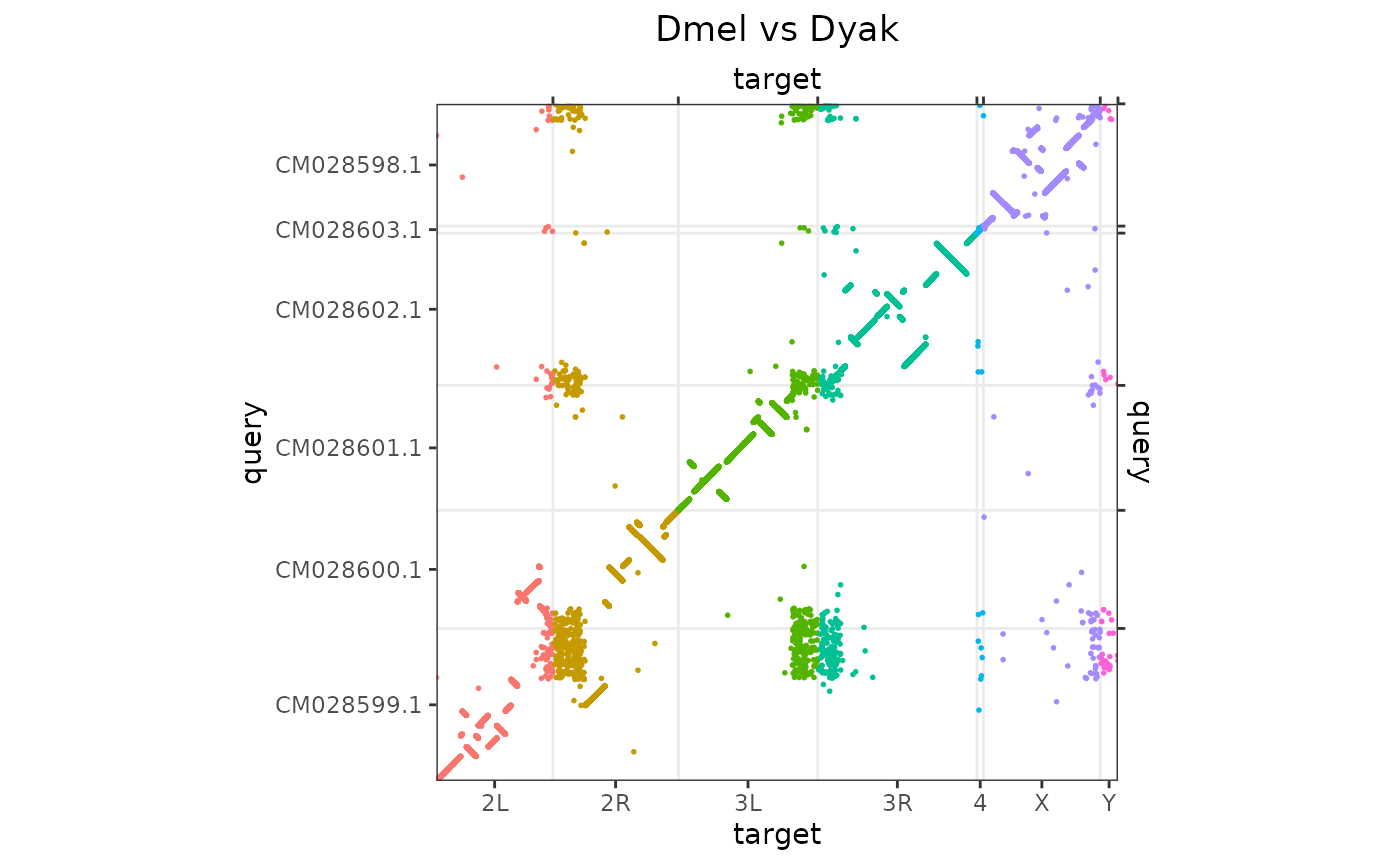 Dmel vs Dyak
target
CM028598.1
CM028603.1
CM028602.1
CM028601.1
CM028600.1
CM028599.1
query
query
2L 2R 3L 3R 4 X Y
target